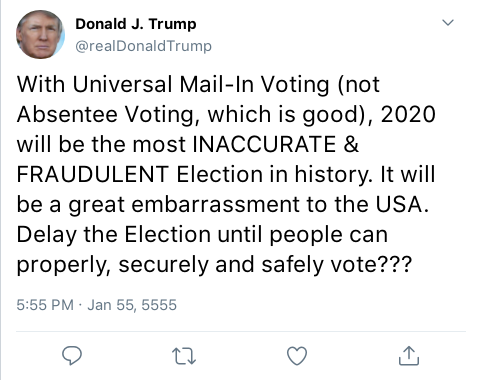 Donald J. Trump
@realDonaldTrump
With Universal Mail-In Voting (not
Absentee Voting, which is good), 2020
will be the most INACCURATE &
FRAUDULENT Election in history. It will
be a great embarrassment to the USA.
Delay the Election until people can
properly, securely and safely vote???
5:55 PM · Jan 55, 5555